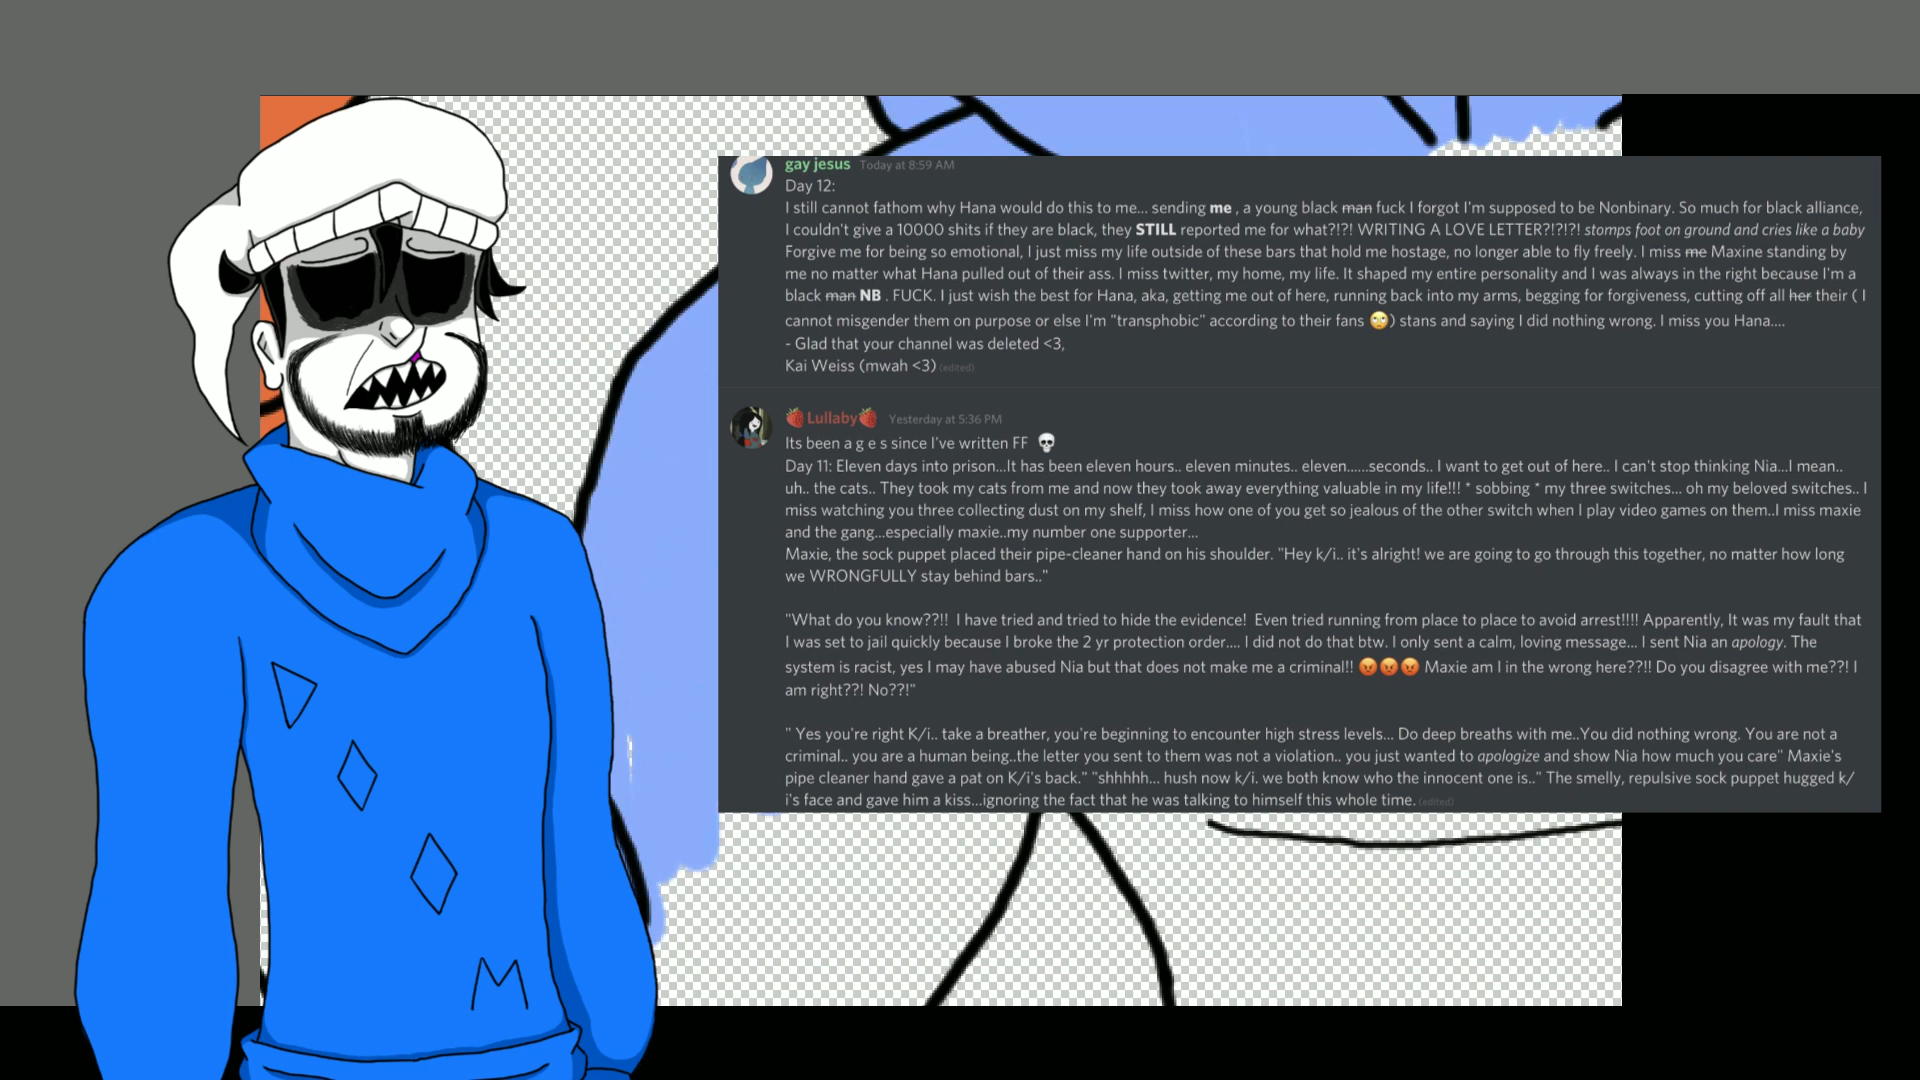 gay jesus Today at 8:59 AM
Day 12:
I still cannot fathom why Hana would do this to me... sending me , a young black man fuck I forgot I'm supposed to be Nonbinary. So much for black alliance,
I couldn't give a 10000 shits if they are black, they STILL reported me for what?!?! WRITING A LOVE LETTER?!?!?! stomps foot on ground and cries like a baby
Forgive me for being so emotional, I just miss my life outside of these bars that hold me hostage, no longer able to fly freely. I miss me Maxine standing by
me no matter what Hana pulled out of their ass. I miss twitter, my home, my life. It shaped my entire personality and I was always in the right because I'm a
black man NB . FUCK. I just wish the best for Hana, aka, getting me out of here, running back into my arms, begging for forgiveness, cutting off all her their ( I
cannot misgender them on purpose or else I'm "transphobic" according to their fans 🙄) stans and saying I did nothing wrong. I miss you Hana....
- Glad that your channel was deleted <3,
Kai Weiss (mwah <3) (edited)
🍓Lullaby🍓 Yesterday at 5:36 PM
Its been a g e s since I've written FF 💀
Day 11: Eleven days into prison...It has been eleven hours.. eleven minutes.. eleven......seconds.. I want to get out of here.. I can't stop thinking Nia...I mean..
uh.. the cats.. They took my cats from me and now they took away everything valuable in my life!!! * sobbing * my three switches... oh my beloved switches.. I
miss watching you three collecting dust on my shelf, I miss how one of you get so jealous of the other switch when I play video games on them..I miss maxie
and the gang...especially maxie..my number one supporter...
Maxie, the sock puppet placed their pipe-cleaner hand on his shoulder. "Hey k/i.. it's alright! we are going to go through this together, no matter how long
we WRONGFULLY stay behind bars.."
"What do you know??!! I have tried and tried to hide the evidence! Even tried running from place to place to avoid arrest!!!! Apparently, It was my fault that
I was set to jail quickly because I broke the 2 yr protection order.... I did not do that btw. I only sent a calm, loving message... I sent Nia an apology. The
system is racist, yes I may have abused Nia but that does not make me a criminal!! 😡😡😡 Maxie am I in the wrong here??!! Do you disagree with me??! I
am right??! No??!"
" Yes you're right K/i.. take a breather, you're beginning to encounter high stress levels... Do deep breaths with me..You did nothing wrong. You are not a
criminal.. you are a human being..the letter you sent to them was not a violation.. you just wanted to apologize and show Nia how much you care" Maxie's
pipe cleaner hand gave a pat on K/i's back." "shhhhh... hush now k/i. we both know who the innocent one is.." The smelly, repulsive sock puppet hugged k/
i's face and gave him a kiss...ignoring the fact that he was talking to himself this whole time. (edited)
M